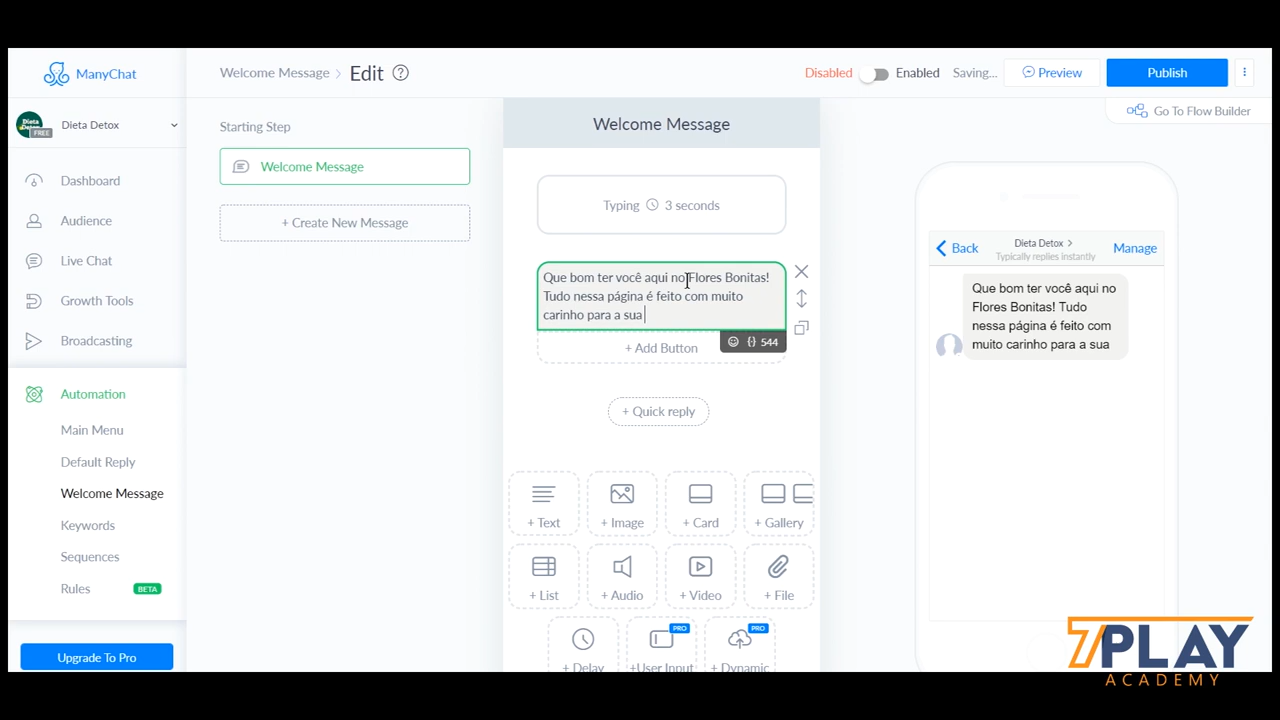 ManyChat
Welcome Message > Edit ?
Disabled Enabled Saving... Preview Publish
Dieta Detox
FREE
Go To Flow Builder
Dashboard
Audience
Live Chat
Growth Tools
Broadcasting
Automation
Main Menu
Default Reply
Welcome Message
Keywords
Sequences
Rules BETA
Upgrade To Pro
Starting Step
Welcome Message
+ Create New Message
Welcome Message
Typing 3 seconds
Que bom ter você aqui no Flores Bonitas!
Tudo nessa página é feito com muito
carinho para a sua
{} 544
+ Add Button
+ Quick reply
+ Text + Image + Card + Gallery
+ List + Audio + Video + File
PRO PRO
+ Delay +User Input + Dynamic
Back Dieta Detox > Manage
Typically replies instantly
Que bom ter você aqui no
Flores Bonitas! Tudo
nessa página é feito com
muito carinho para a sua
7PLAY
ACADEMY